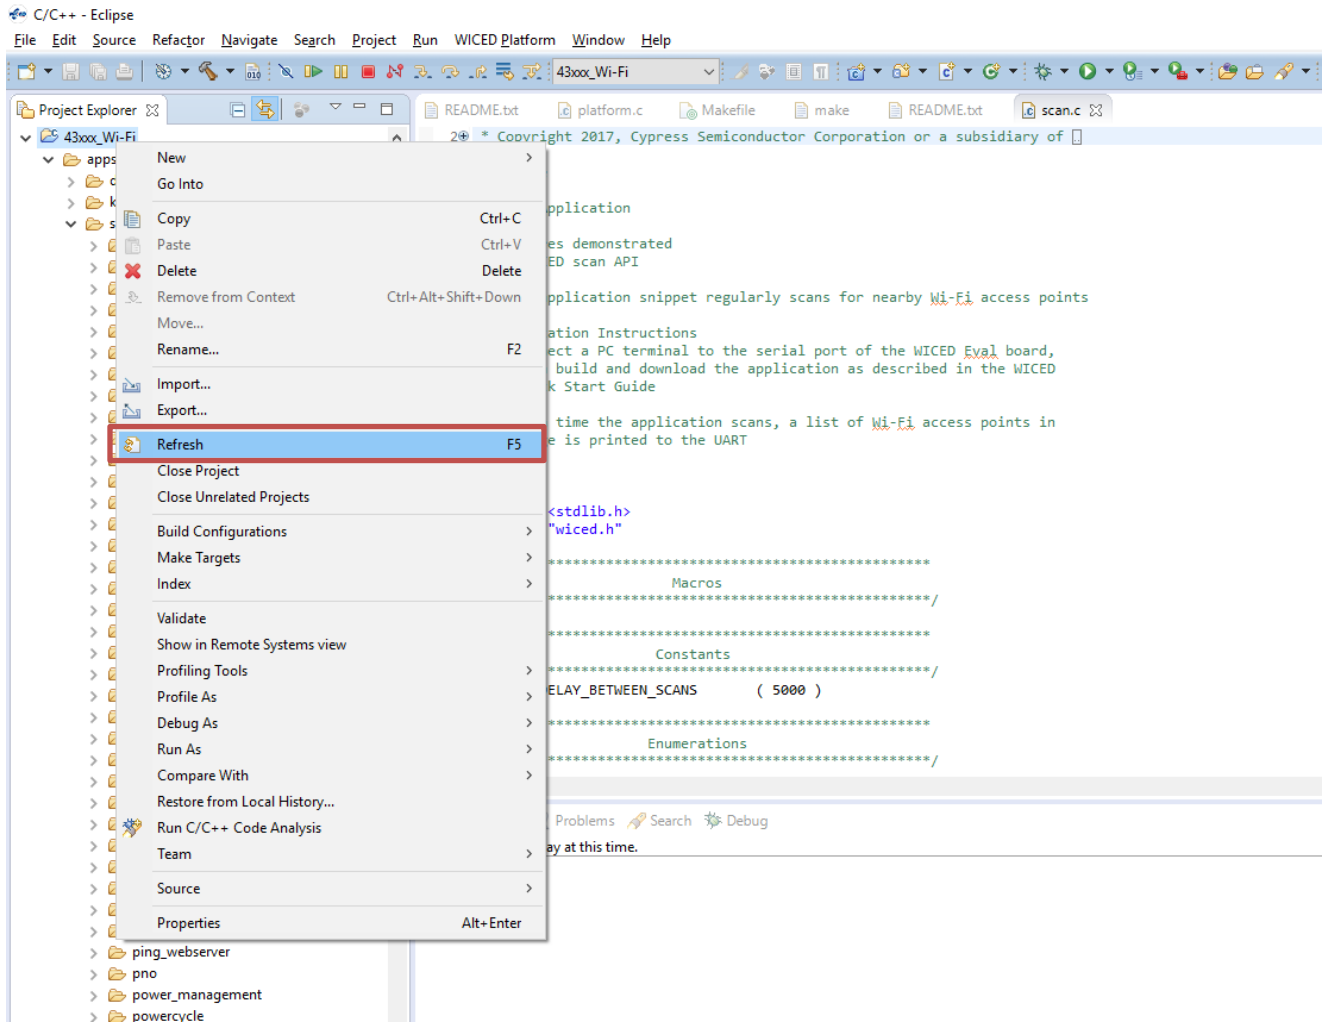 C/C++ - Eclipse
File Edit Source Refactor Navigate Search Project Run WICED Platform Window Help
010 43xxx_Wi-Fi
Project Explorer README.txt platform.c Makefile make README.txt scan.c
43xxx_Wi-Fi
2 * Copyright 2017, Cypress Semiconductor Corporation or a subsidiary of
apps
New
Go Into
pplication
Copy Ctrl+C
Paste Ctrl+V
es demonstrated
ED scan API
Delete Delete
Remove from Context Ctrl+Alt+Shift+Down
pplication snippet regularly scans for nearby Wi-Fi access points
Move...
ation Instructions
Rename... F2
ect a PC terminal to the serial port of the WICED Eval board,
build and download the application as described in the WICED
Import...
k Start Guide
Export...
time the application scans, a list of Wi-Fi access points in
Refresh F5
e is printed to the UART
Close Project
Close Unrelated Projects
<stdlib.h>
Build Configurations
"wiced.h"
Make Targets
**********************************************
Index
Macros
**********************************************/
Validate
**********************************************
Show in Remote Systems view
Constants
Profiling Tools
**********************************************/
Profile As
ELAY_BETWEEN_SCANS ( 5000 )
Debug As
**********************************************
Run As
Enumerations
**********************************************/
Compare With
Restore from Local History...
Problems Search Debug
Run C/C++ Code Analysis
ay at this time.
Team
Source
Properties Alt+Enter
ping_webserver
pno
power_management
powercycle